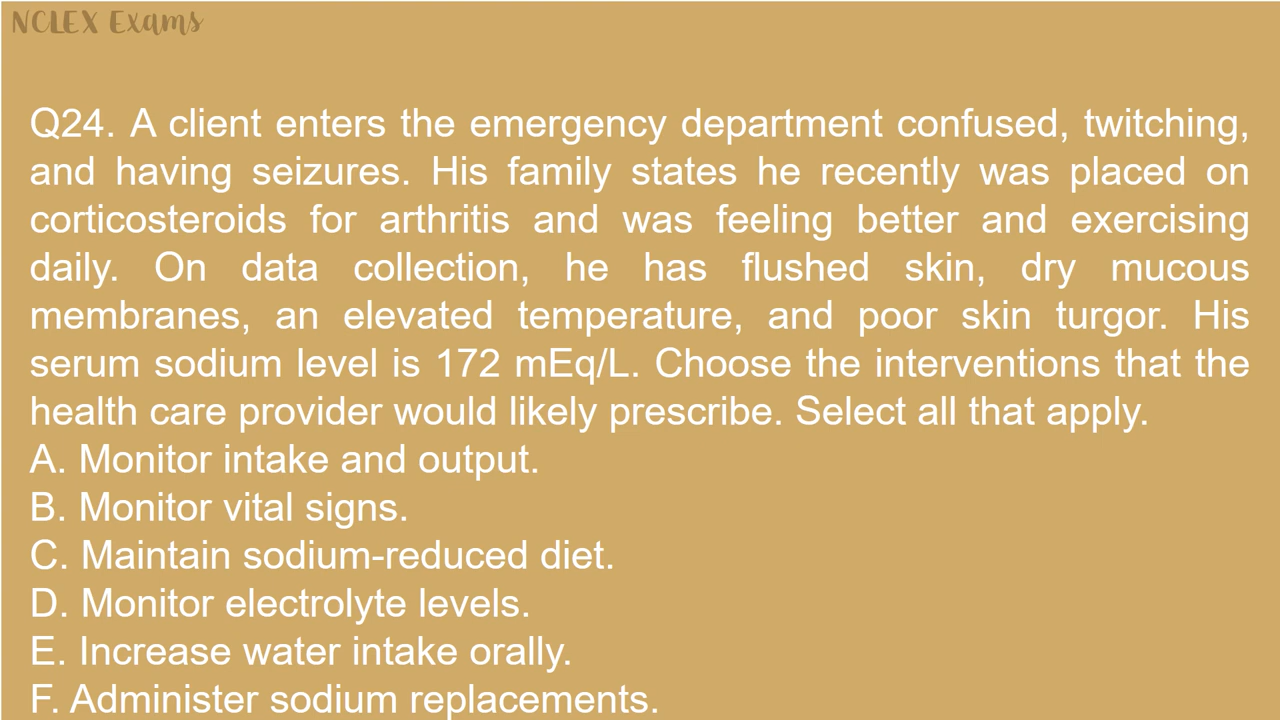 NCLEX Exams
Q24. A client enters the emergency department confused, twitching,
and having seizures. His family states he recently was placed on
corticosteroids for arthritis and was feeling better and exercising
daily. On data collection, he has flushed skin, dry mucous
membranes, an elevated temperature, and poor skin turgor. His
serum sodium level is 172 mEq/L. Choose the interventions that the
health care provider would likely prescribe. Select all that apply.
A. Monitor intake and output.
B. Monitor vital signs.
C. Maintain sodium-reduced diet.
D. Monitor electrolyte levels.
E. Increase water intake orally.
F. Administer sodium replacements.